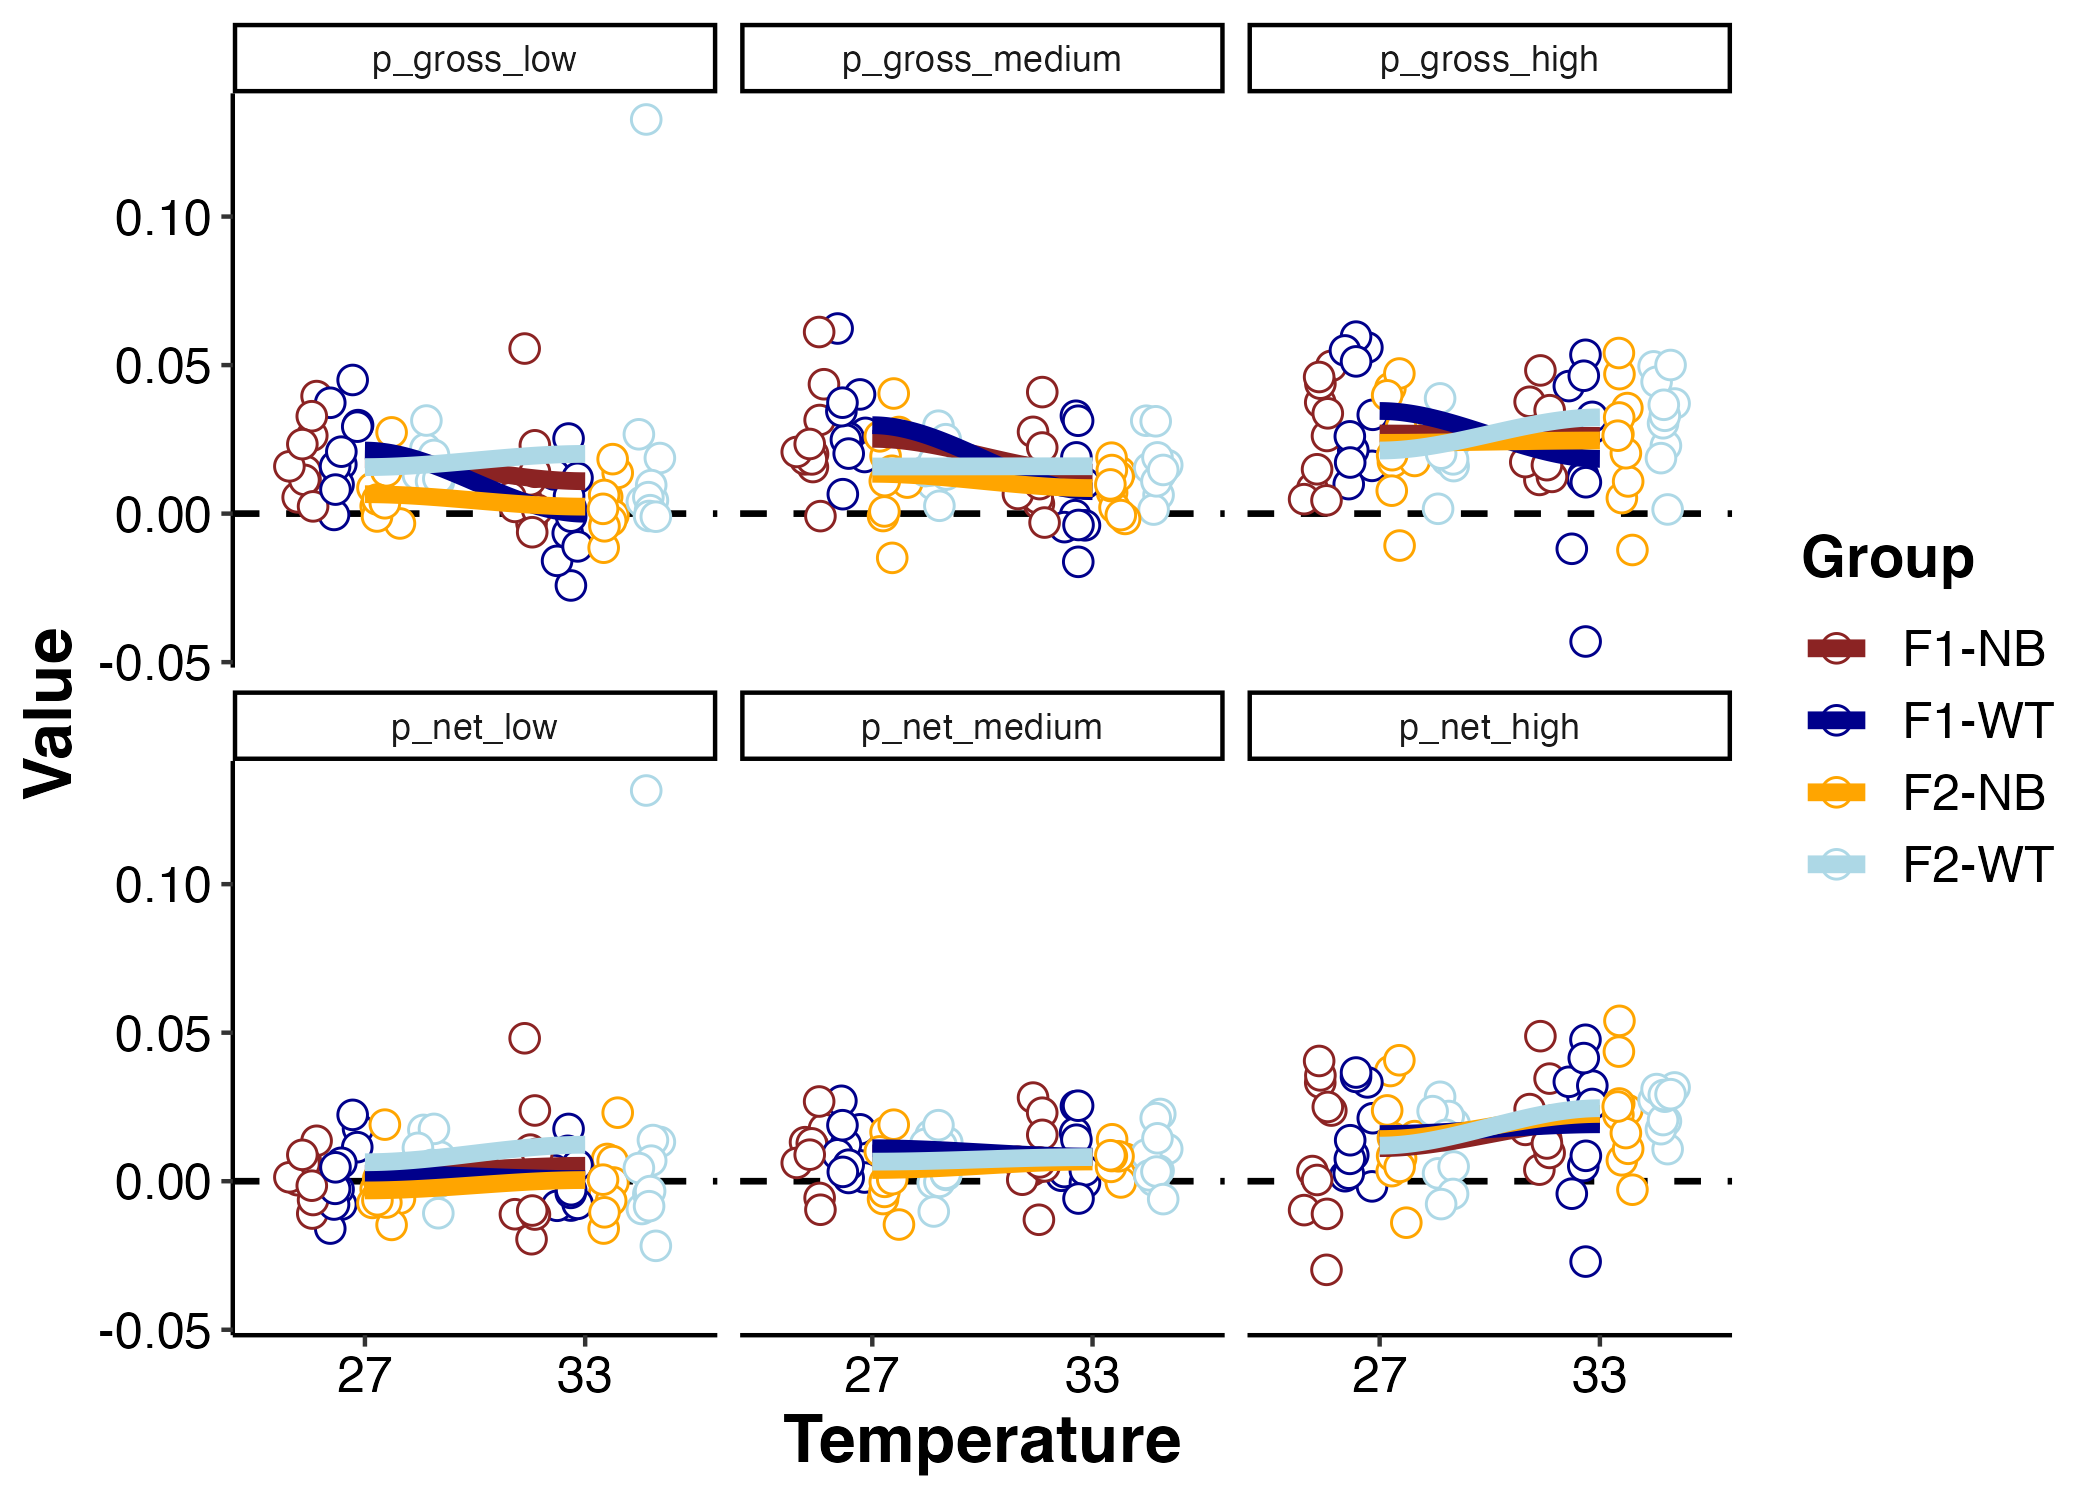 p_gross_low
p_gross_medium
p_gross_high
0.10
0.05
0.00
-0.05
p_net_low
p_net_medium
p_net_high
0.10
0.05
0.00
-0.05
27
33
27
33
27
33
Temperature
Value
Group
F1-NB
F1-WT
F2-NB
F2-WT